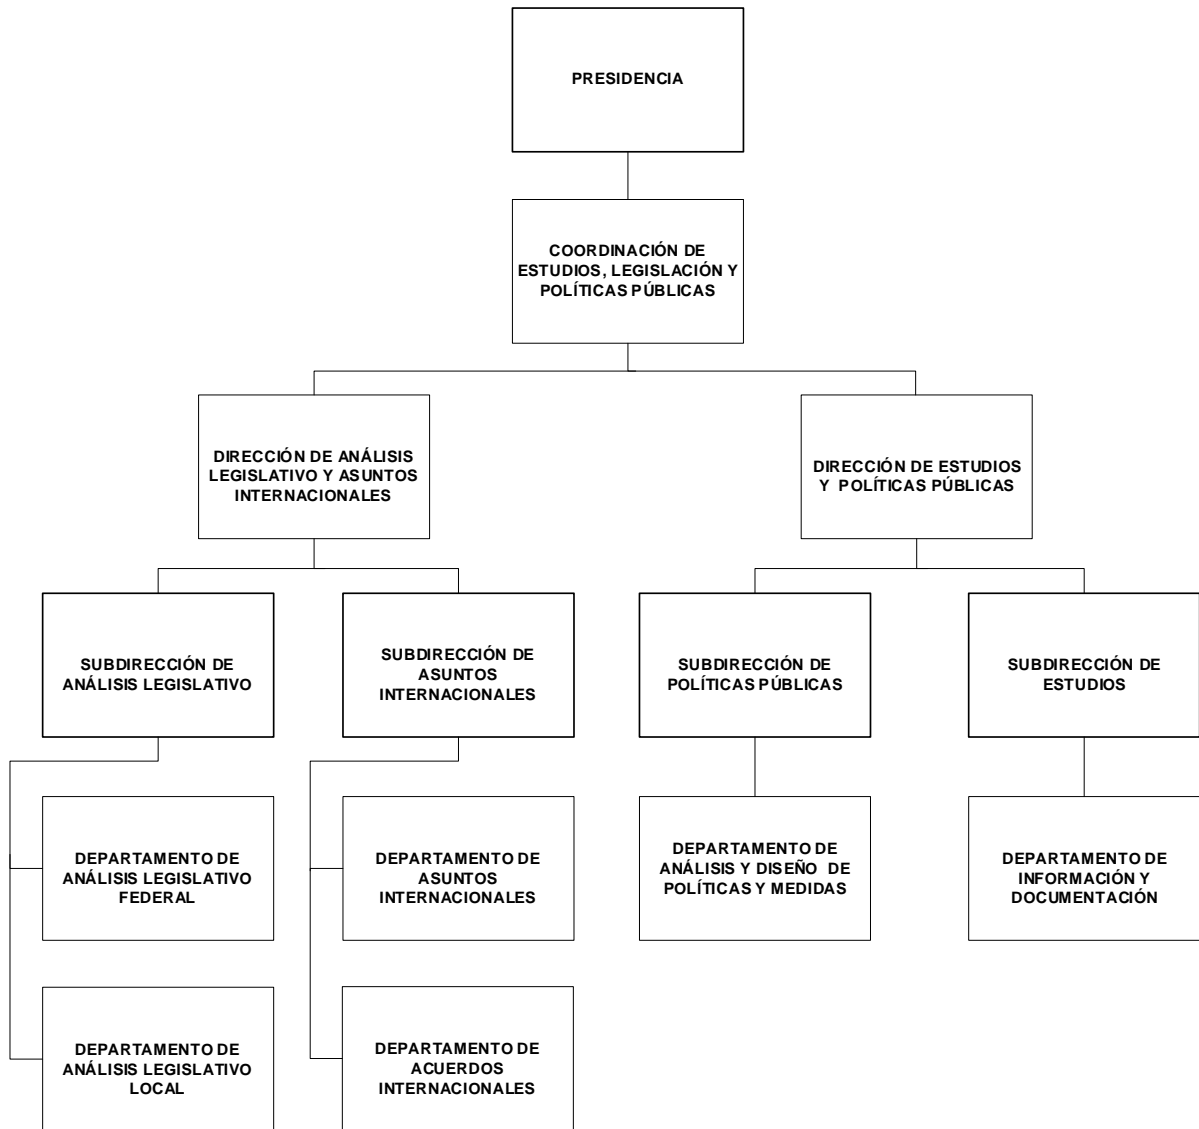 PRESIDENCIA
COORDINACIÓN DE
ESTUDIOS, LEGISLACIÓN Y
POLÍTICAS PÚBLICAS
DIRECCIÓN DE ANÁLISIS
LEGISLATIVO Y ASUNTOS
INTERNACIONALES
DIRECCIÓN DE ESTUDIOS
Y POLÍTICAS PÚBLICAS
SUBDIRECCIÓN DE
ANÁLISIS LEGISLATIVO
SUBDIRECCIÓN DE
ASUNTOS
INTERNACIONALES
SUBDIRECCIÓN DE
POLÍTICAS PÚBLICAS
SUBDIRECCIÓN DE
ESTUDIOS
DEPARTAMENTO DE
ANÁLISIS LEGISLATIVO
FEDERAL
DEPARTAMENTO DE
ASUNTOS
INTERNACIONALES
DEPARTAMENTO DE
ANÁLISIS Y DISEÑO DE
POLÍTICAS Y MEDIDAS
DEPARTAMENTO DE
INFORMACIÓN Y
DOCUMENTACIÓN
DEPARTAMENTO DE
ANÁLISIS LEGISLATIVO
LOCAL
DEPARTAMENTO DE
ACUERDOS
INTERNACIONALES